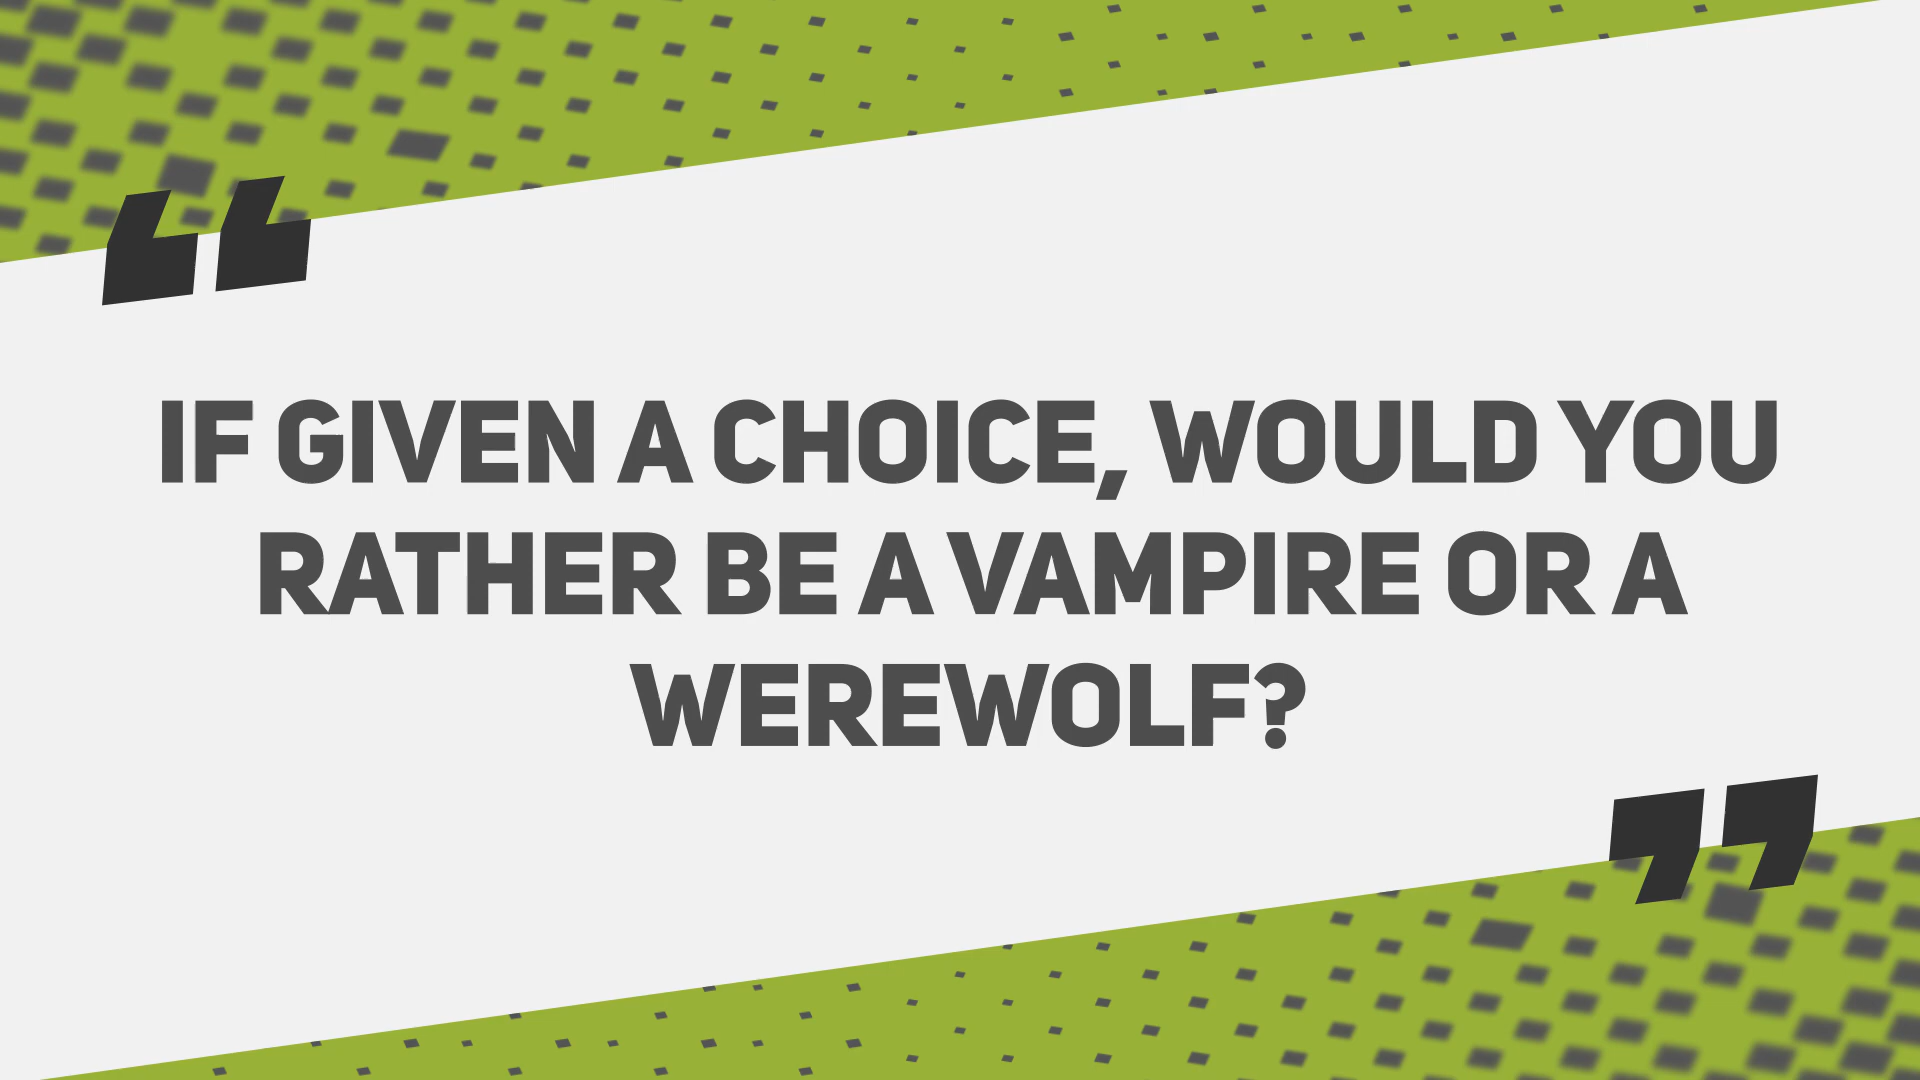 “
IF GIVEN A CHOICE, WOULD YOU
RATHER BE A VAMPIRE OR A
WEREWOLF?
”